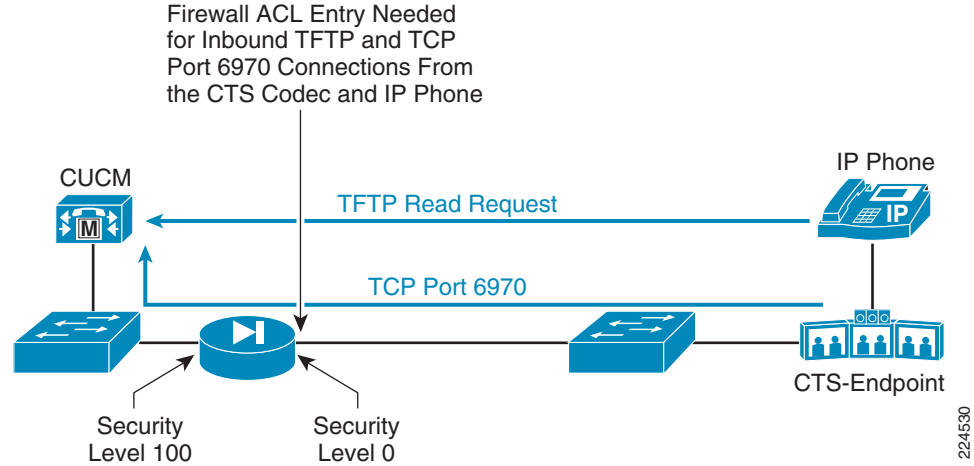 Firewall ACL Entry Needed
for Inbound TFTP and TCP
Port 6970 Connections From
the CTS Codec and IP Phone
CUCM
M
TFTP Read Request
IP Phone
IP
TCP Port 6970
CTS-Endpoint
Security
Level 100
Security
Level 0
224530